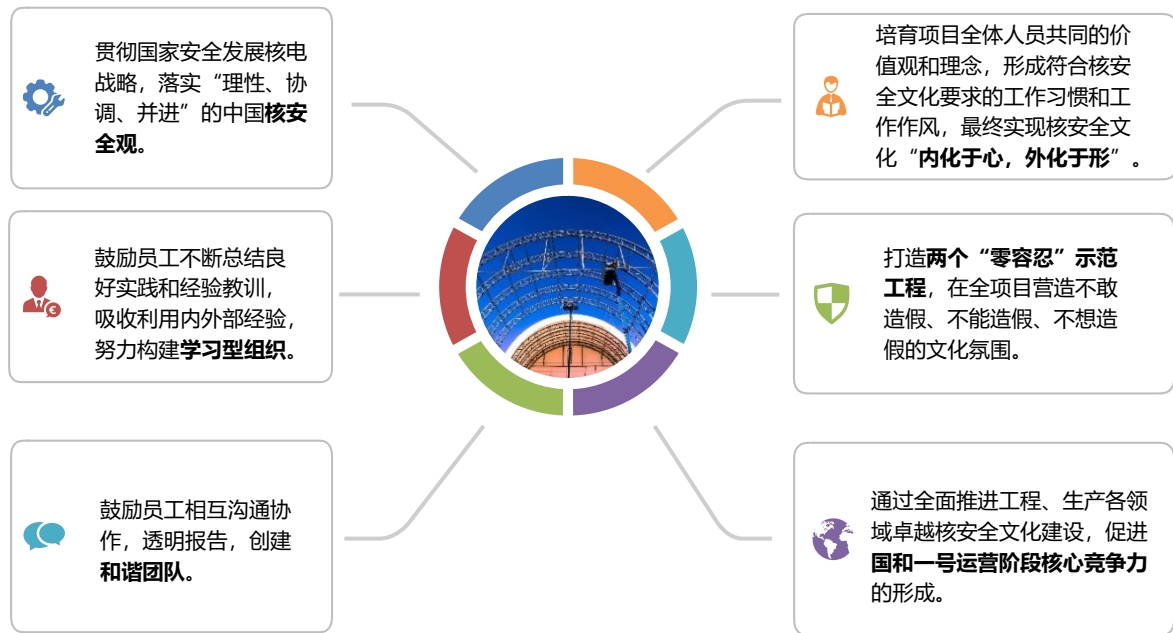 贯彻国家安全发展核电
战略，落实“理性、协
调、并进”的中国核安
全观。
鼓励员工不断总结良
好实践和经验教训，
吸收利用内外部经验，
努力构建学习型组织。
鼓励员工相互沟通协
作，透明报告，创建
和谐团队。
培育项目全体人员共同的价
值观和理念，形成符合核安
全文化要求的工作习惯和工
作作风，最终实现核安全文
化“内化于心，外化于形”。
打造两个“零容忍”示范
工程，在全项目营造不敢
造假、不能造假、不想造
假的文化氛围。
通过全面推进工程、生产各领
域卓越核安全文化建设，促进
国和一号运营阶段核心竞争力
的形成。